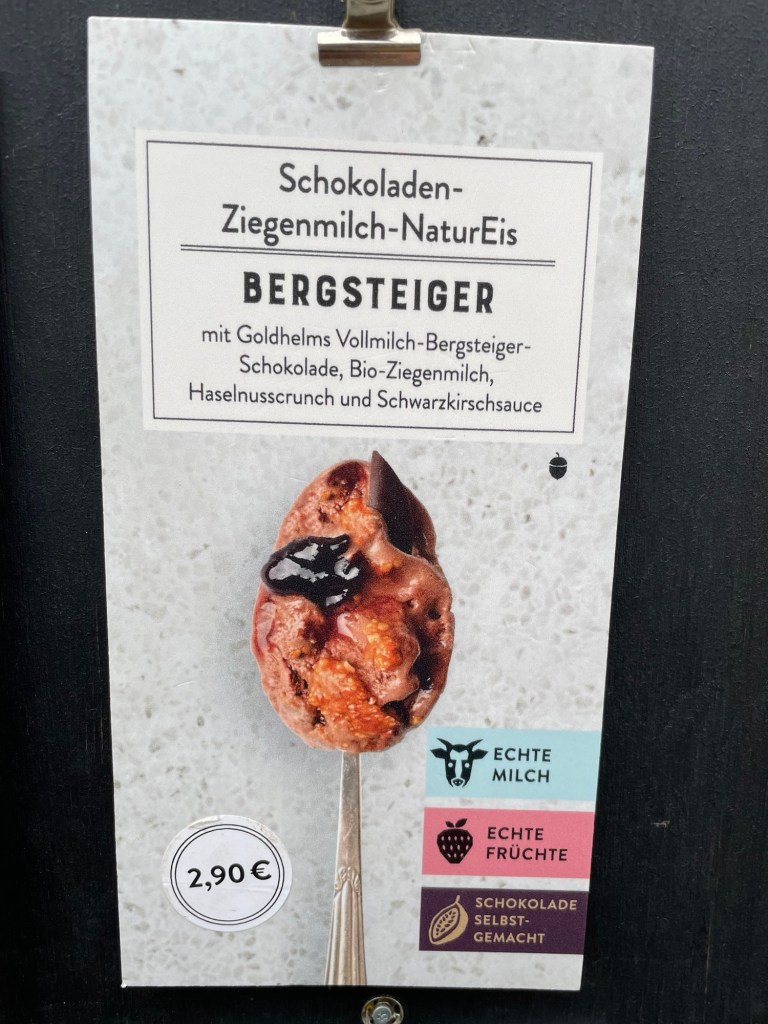 Schokoladen-
Ziegenmilch-NaturEis
BERGSTEIGER
mit Goldhelms Vollmilch-Bergsteiger-
Schokolade, Bio-Ziegenmilch,
Haselnusscrunch und Schwarzkirschsauce
ECHTE
MILCH
ECHTE
FRÜCHTE
2,90 €
SCHOKOLADE
SELBST-
GEMACHT